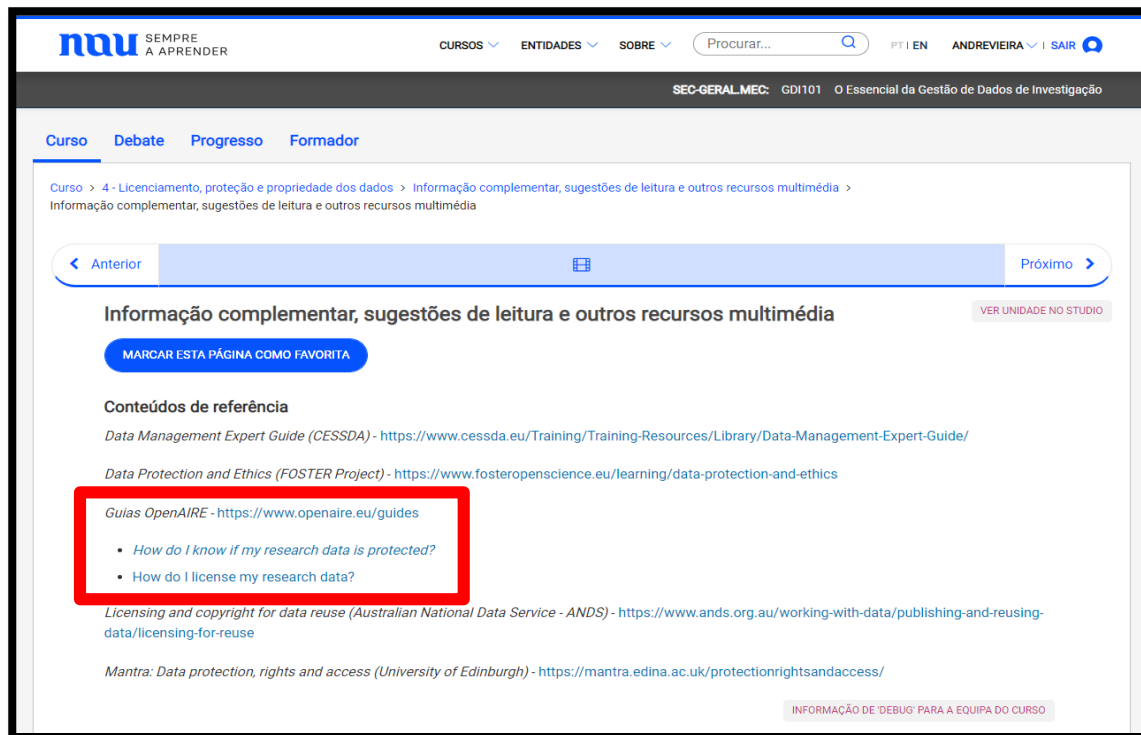 nau SEMPRE
A APRENDER
CURSOS ENTIDADES SOBRE Procurar... PT | EN ANDREVIEIRA | SAIR
SEC-GERAL.MEC: GDI101 O Essencial da Gestão de Dados de Investigação
Curso Debate Progresso Formador
Curso > 4 - Licenciamento, proteção e propriedade dos dados > Informação complementar, sugestões de leitura e outros recursos multimédia >
Informação complementar, sugestões de leitura e outros recursos multimédia
Anterior Próximo
Informação complementar, sugestões de leitura e outros recursos multimédia
VER UNIDADE NO STUDIO
MARCAR ESTA PÁGINA COMO FAVORITA
Conteúdos de referência
Data Management Expert Guide (CESSDA) - https://www.cessda.eu/Training/Training-Resources/Library/Data-Management-Expert-Guide/
Data Protection and Ethics (FOSTER Project) - https://www.fosteropenscience.eu/learning/data-protection-and-ethics
Guias OpenAIRE - https://www.openaire.eu/guides
• How do I know if my research data is protected?
• How do I license my research data?
Licensing and copyright for data reuse (Australian National Data Service - ANDS) - https://www.ands.org.au/working-with-data/publishing-and-reusing-
data/licensing-for-reuse
Mantra: Data protection, rights and access (University of Edinburgh) - https://mantra.edina.ac.uk/protectionrightsandaccess/
INFORMAÇÃO DE 'DEBUG' PARA A EQUIPA DO CURSO